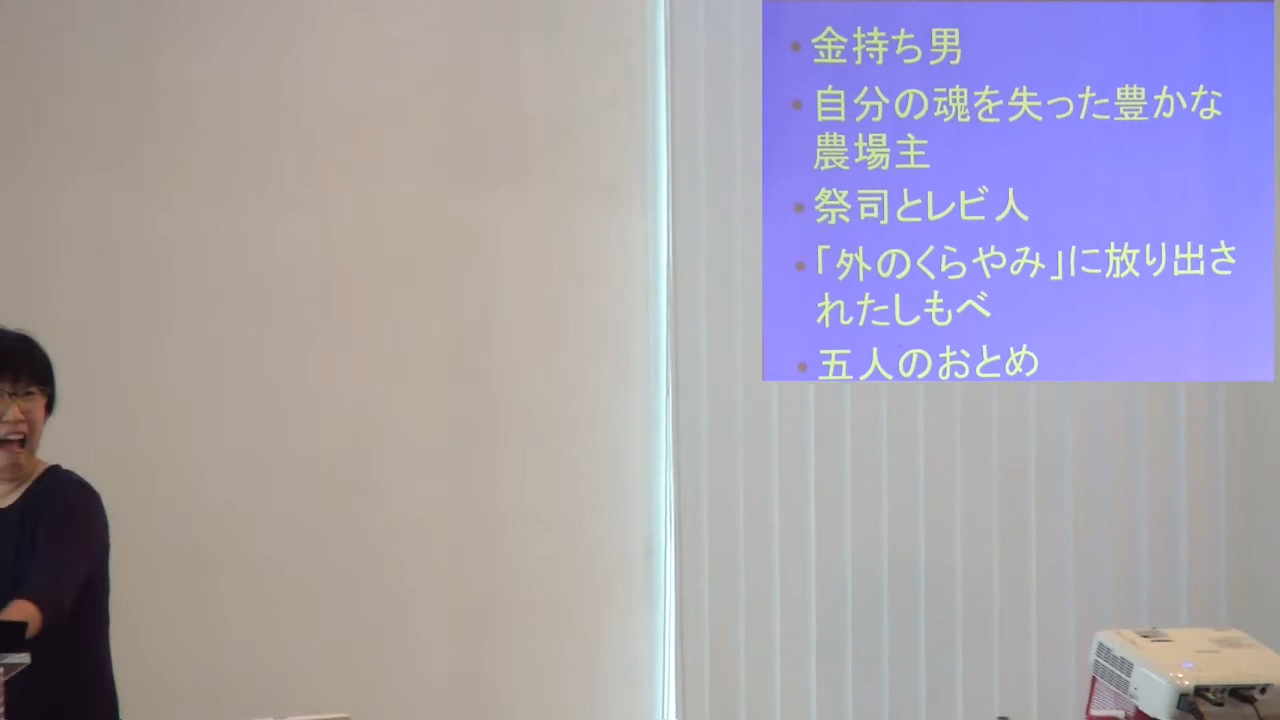 • 金持ち男
• 自分の魂を失った豊かな
農場主
• 祭司とレビ人
• 「外のくらやみ」に放り出さ
れたしもべ
• 五人のおとめ